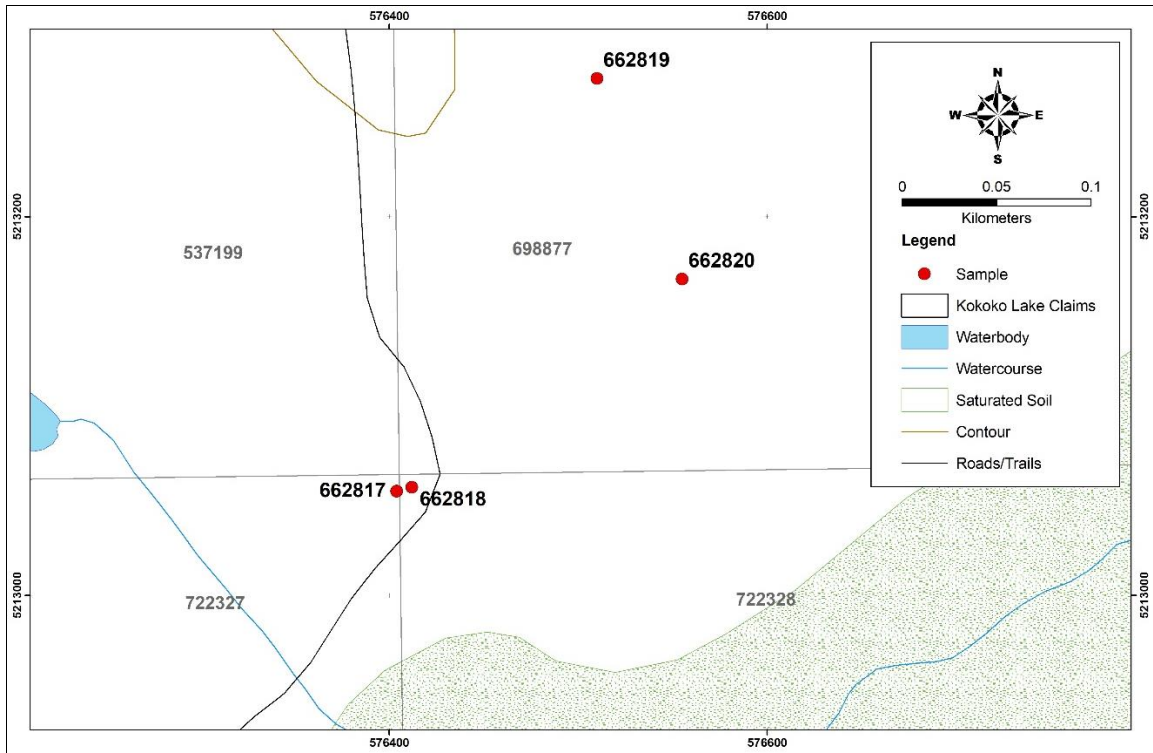 576400
576600
662819
N
W E
S
0 0.05 0.1
Kilometers
5213200
5213200
537199
698877
662820
Legend
Sample
Kokoko Lake Claims
Waterbody
Watercourse
Saturated Soil
Contour
Roads/Trails
662817
662818
5213000
5213000
722327
722328
576400
576600